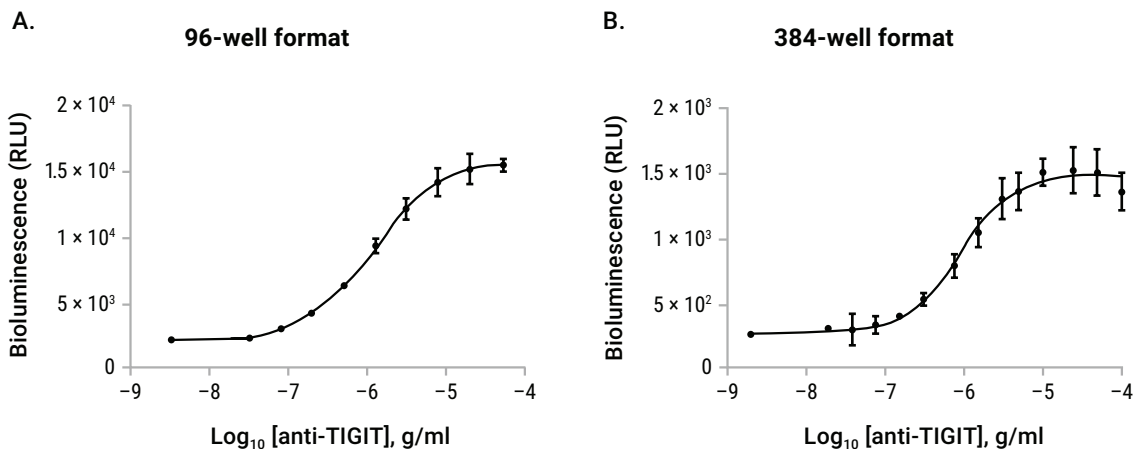 A.
96-well format
2 × 10⁴
1.5 × 10⁴
1 × 10⁴
5 × 10³
0
Bioluminescence (RLU)
−9 −8 −7 −6 −5 −4
Log₁₀ [anti-TIGIT], g/ml
B.
384-well format
2 × 10³
1.5 × 10³
1 × 10³
5 × 10²
0
Bioluminescence (RLU)
−9 −8 −7 −6 −5 −4
Log₁₀ [anti-TIGIT], g/ml